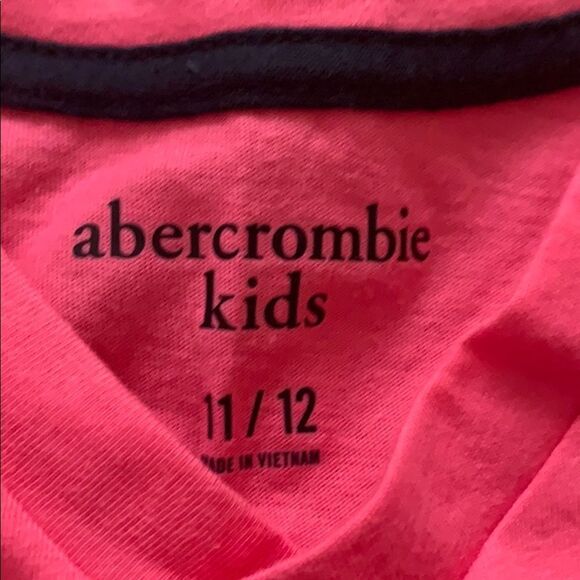 abercrombie
kids
11 / 12
MADE IN VIETNAM